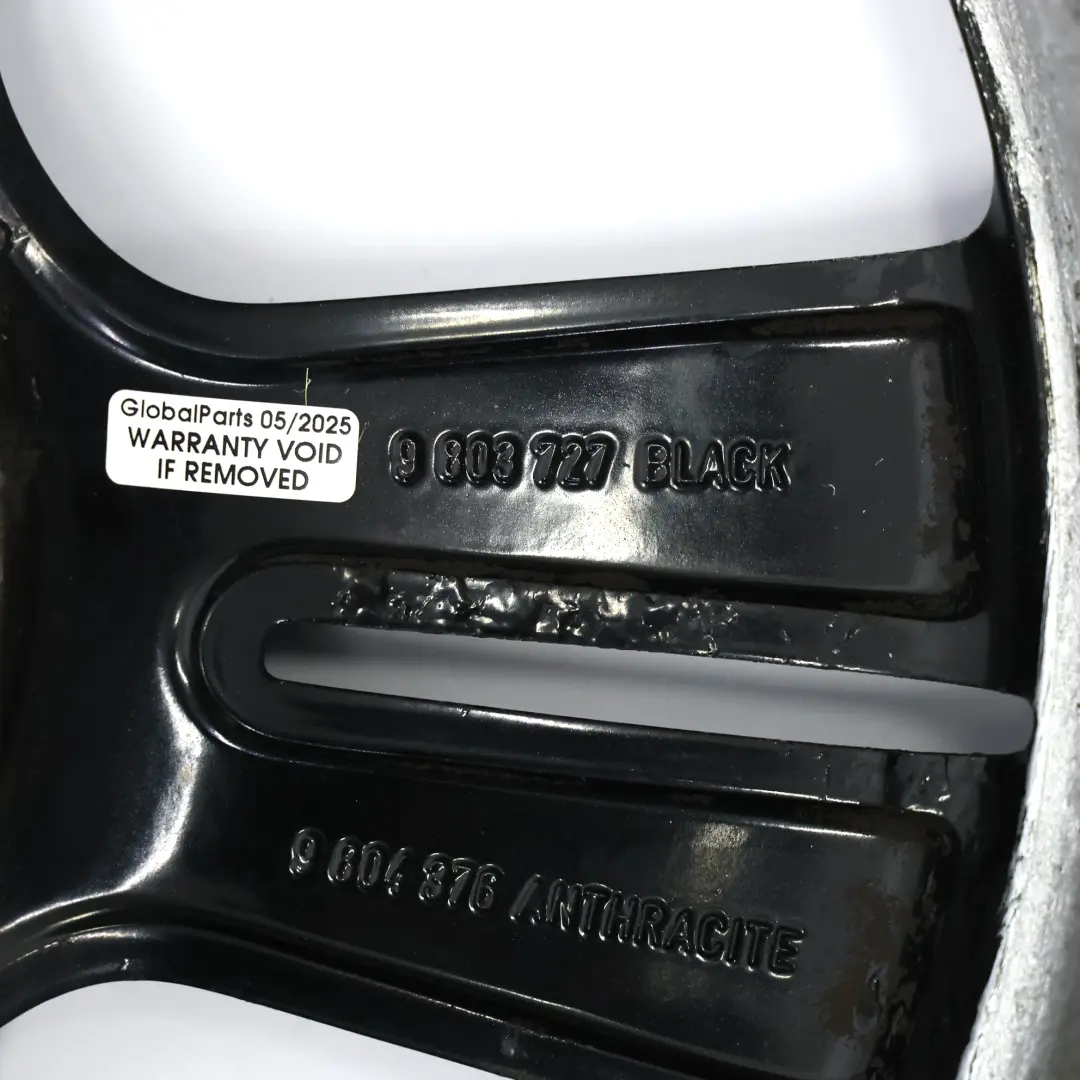 GlobalParts 05/2025
WARRANTY VOID
IF REMOVED
9 803 727 BLACK
9 804 376 ANTHRACITE